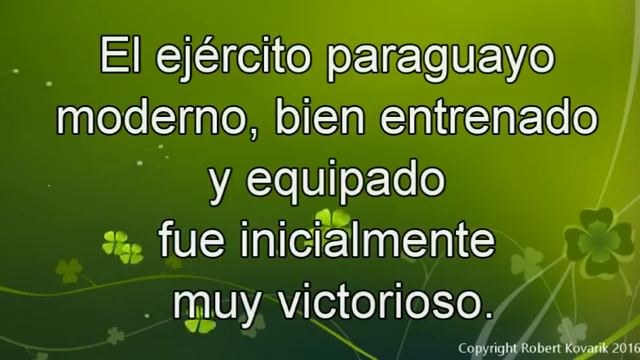 El ejército paraguayo
moderno, bien entrenado
y equipado
fue inicialmente
muy victorioso.
Copyright Robert Kovarik 2016